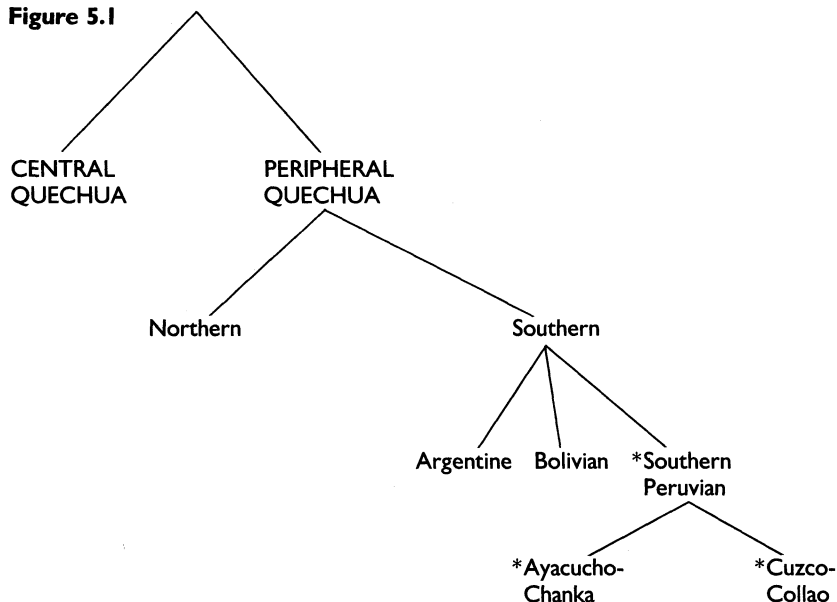 Figure 5.1
CENTRAL
QUECHUA
PERIPHERAL
QUECHUA
Northern
Southern
Argentine
Bolivian
*Southern
Peruvian
*Ayacucho-
Chanka
*Cuzco-
Collao